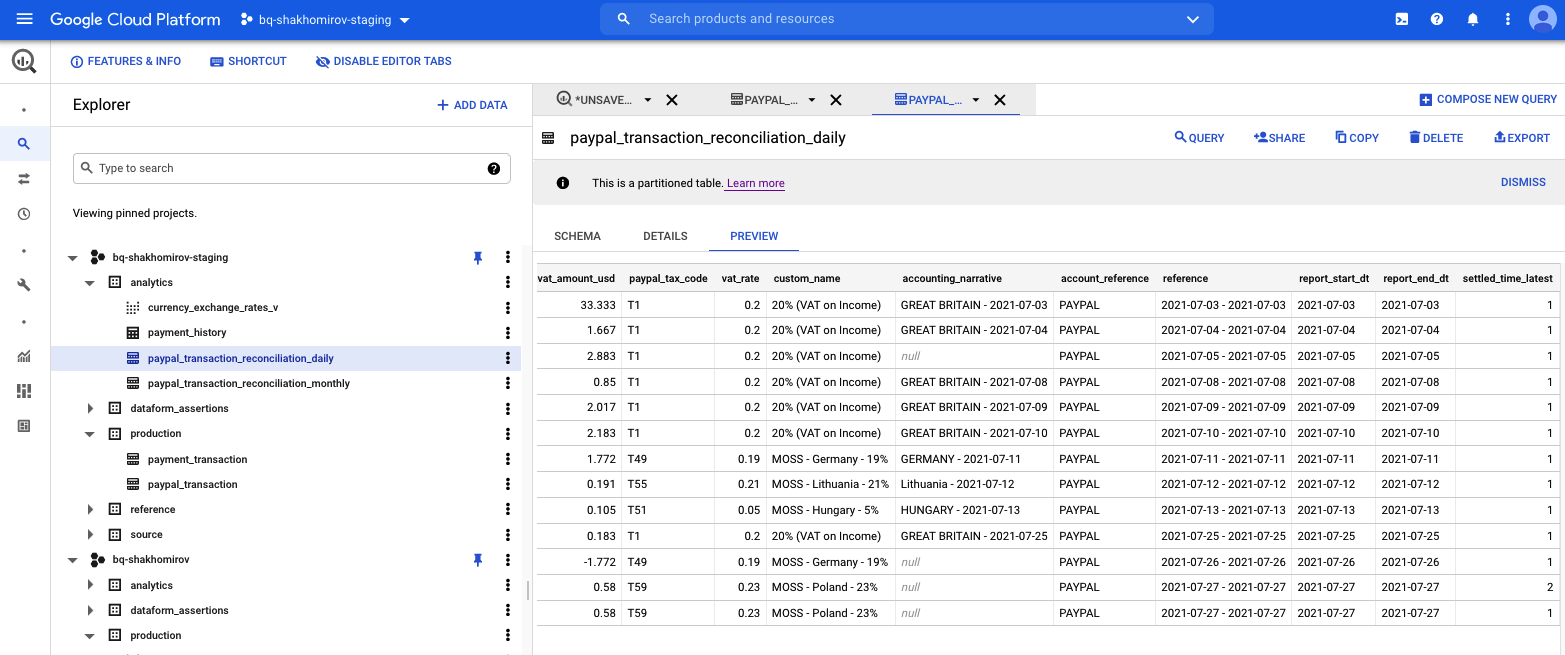 Google Cloud Platform bq-shakhomirov-staging Search products and resources
FEATURES & INFO SHORTCUT DISABLE EDITOR TABS
Explorer + ADD DATA
Type to search
Viewing pinned projects.
bq-shakhomirov-staging
analytics
currency_exchange_rates_v
payment_history
paypal_transaction_reconciliation_daily
paypal_transaction_reconciliation_monthly
dataform_assertions
production
payment_transaction
paypal_transaction
reference
source
bq-shakhomirov
analytics
dataform_assertions
production
*UNSAVE... PAYPAL_... PAYPAL_... COMPOSE NEW QUERY
paypal_transaction_reconciliation_daily QUERY SHARE COPY DELETE EXPORT
This is a partitioned table. Learn more DISMISS
SCHEMA DETAILS PREVIEW
vat_amount_usd paypal_tax_code vat_rate custom_name accounting_narrative account_reference reference report_start_dt report_end_dt settled_time_latest
33.333 T1 0.2 20% (VAT on Income) GREAT BRITAIN - 2021-07-03 PAYPAL 2021-07-03 - 2021-07-03 2021-07-03 2021-07-03 1
1.667 T1 0.2 20% (VAT on Income) GREAT BRITAIN - 2021-07-04 PAYPAL 2021-07-04 - 2021-07-04 2021-07-04 2021-07-04 1
2.883 T1 0.2 20% (VAT on Income) null PAYPAL 2021-07-05 - 2021-07-05 2021-07-05 2021-07-05 1
0.85 T1 0.2 20% (VAT on Income) GREAT BRITAIN - 2021-07-08 PAYPAL 2021-07-08 - 2021-07-08 2021-07-08 2021-07-08 1
2.017 T1 0.2 20% (VAT on Income) GREAT BRITAIN - 2021-07-09 PAYPAL 2021-07-09 - 2021-07-09 2021-07-09 2021-07-09 1
2.183 T1 0.2 20% (VAT on Income) GREAT BRITAIN - 2021-07-10 PAYPAL 2021-07-10 - 2021-07-10 2021-07-10 2021-07-10 1
1.772 T49 0.19 MOSS - Germany - 19% GERMANY - 2021-07-11 PAYPAL 2021-07-11 - 2021-07-11 2021-07-11 2021-07-11 1
0.191 T55 0.21 MOSS - Lithuania - 21% Lithuania - 2021-07-12 PAYPAL 2021-07-12 - 2021-07-12 2021-07-12 2021-07-12 1
0.105 T51 0.05 MOSS - Hungary - 5% HUNGARY - 2021-07-13 PAYPAL 2021-07-13 - 2021-07-13 2021-07-13 2021-07-13 1
0.183 T1 0.2 20% (VAT on Income) GREAT BRITAIN - 2021-07-25 PAYPAL 2021-07-25 - 2021-07-25 2021-07-25 2021-07-25 1
-1.772 T49 0.19 MOSS - Germany - 19% null PAYPAL 2021-07-26 - 2021-07-26 2021-07-26 2021-07-26 1
0.58 T59 0.23 MOSS - Poland - 23% null PAYPAL 2021-07-27 - 2021-07-27 2021-07-27 2021-07-27 2
0.58 T59 0.23 MOSS - Poland - 23% null PAYPAL 2021-07-27 - 2021-07-27 2021-07-27 2021-07-27 1